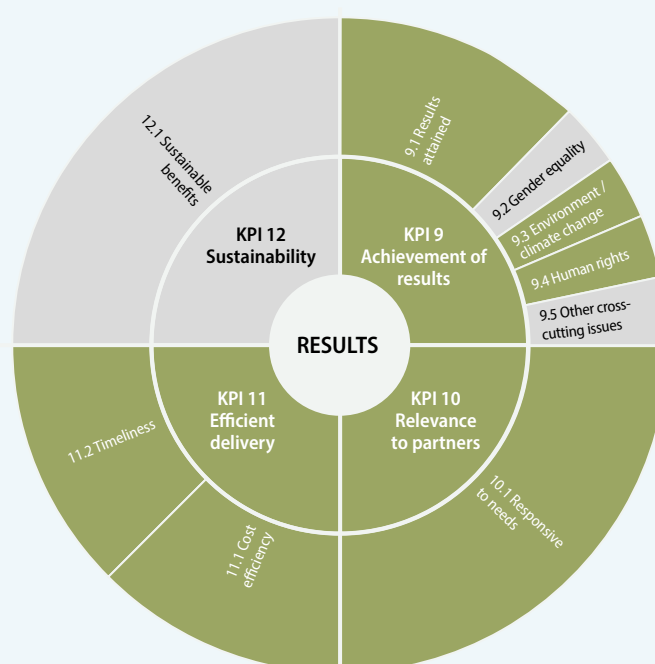 RESULTS
KPI 9
Achievement of
results
9.1 Results
attained
9.2 Gender equality
9.3 Environment /
climate change
9.4 Human rights
9.5 Other cross-
cutting issues
KPI 10
Relevance
to partners
10.1 Responsive
to needs
KPI 11
Efficient
delivery
11.1 Cost
efficiency
11.2 Timeliness
KPI 12
Sustainability
12.1 Sustainable
benefits